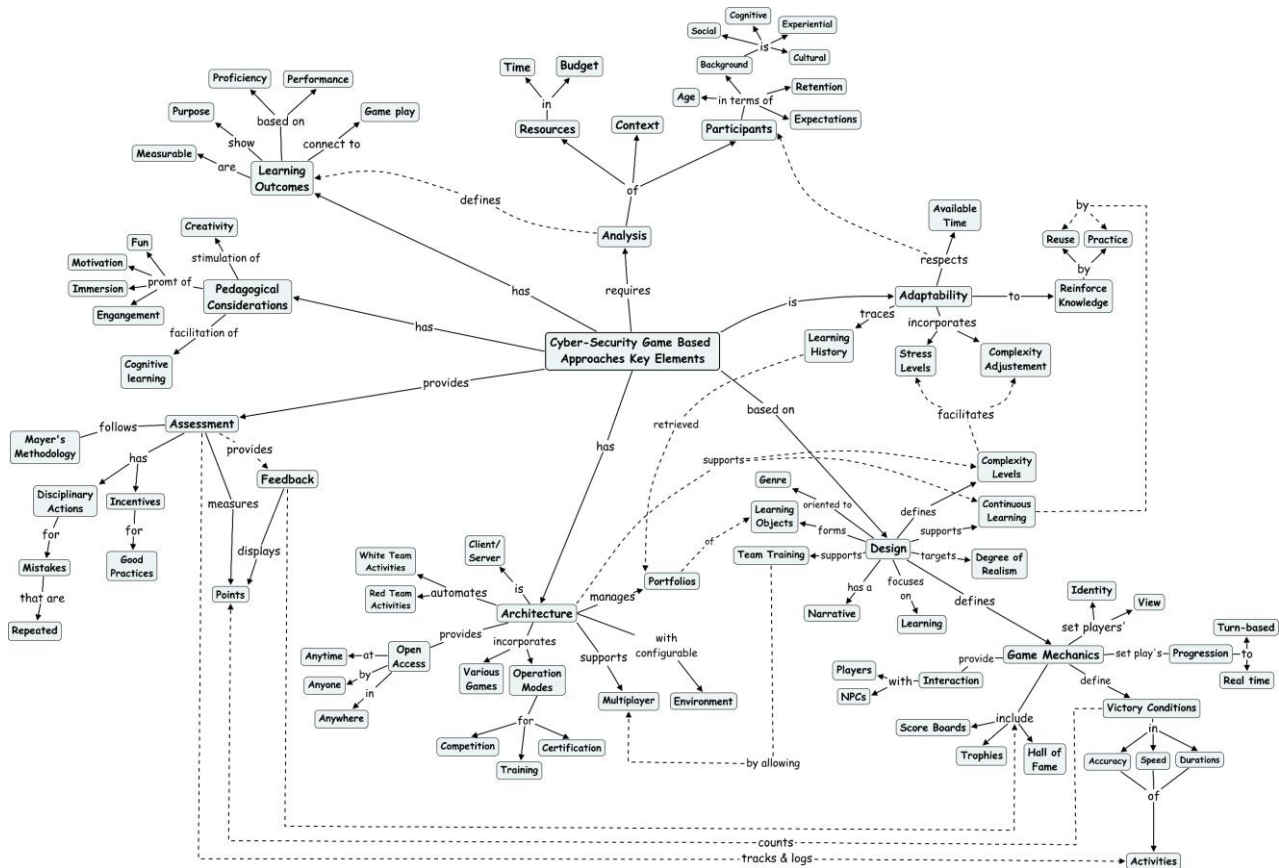 Cognitive
Experiential
Social
is
Cultural
Background
Time
Budget
Proficiency
Performance
in terms of
Retention
Age
Expectations
in
Purpose
based on
Game play
Resources
Context
Participants
show
connect to
Measurable
are
Learning
Outcomes
of
defines
Available
Time
by
Reuse
Practice
Creativity
Analysis
Fun
stimulation of
respects
by
Motivation
promt of
Pedagogical
Considerations
Immersion
Engangement
has
requires
is
Adaptability
to
Reinforce
Knowledge
traces
incorporates
facilitation of
has
Cyber-Security Game Based
Approaches Key Elements
Learning
History
Stress
Levels
Complexity
Adjustement
Cognitive
learning
provides
based on
facilitates
follows
Assessment
retrieved
Mayer's
Methodology
provides
has
has
supports
Complexity
Levels
Feedback
Genre
Disciplinary
Actions
Incentives
measures
oriented to
defines
Learning
Objects
Continuous
Learning
for
for
displays
of
forms
supports
Client/
Server
White Team
Activities
Team Training
supports
Design
targets
Degree of
Realism
Mistakes
Good
Practices
is
Portfolios
that are
Points
Red Team
Activities
automates
manages
has a
focuses
on
Identity
View
Repeated
Architecture
Narrative
Learning
defines
set players'
provides
incorporates
with
configurable
Turn-based
Anytime
at
Open
Access
supports
Game Mechanics
set play's
Progression
to
provide
Players
with
Interaction
NPCs
Real time
Anyone
by
Various
Games
Operation
Modes
define
in
Multiplayer
Environment
Victory Conditions
Anywhere
for
include
Score Boards
in
Competition
Certification
Trophies
Hall of
Fame
Accuracy
Speed
Durations
Training
by allowing
of
counts
tracks & logs
Activities